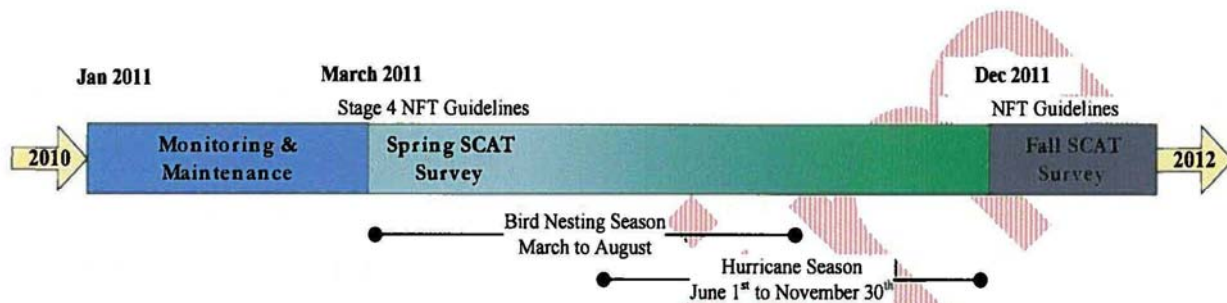 Jan 2011
March 2011
Dec 2011
Stage 4 NFT Guidelines
NFT Guidelines
2010
Monitoring &
Maintenance
Spring SCAT
Survey
Fall SCAT
Survey
2012
Bird Nesting Season
March to August
Hurricane Season
June 1st to November 30th